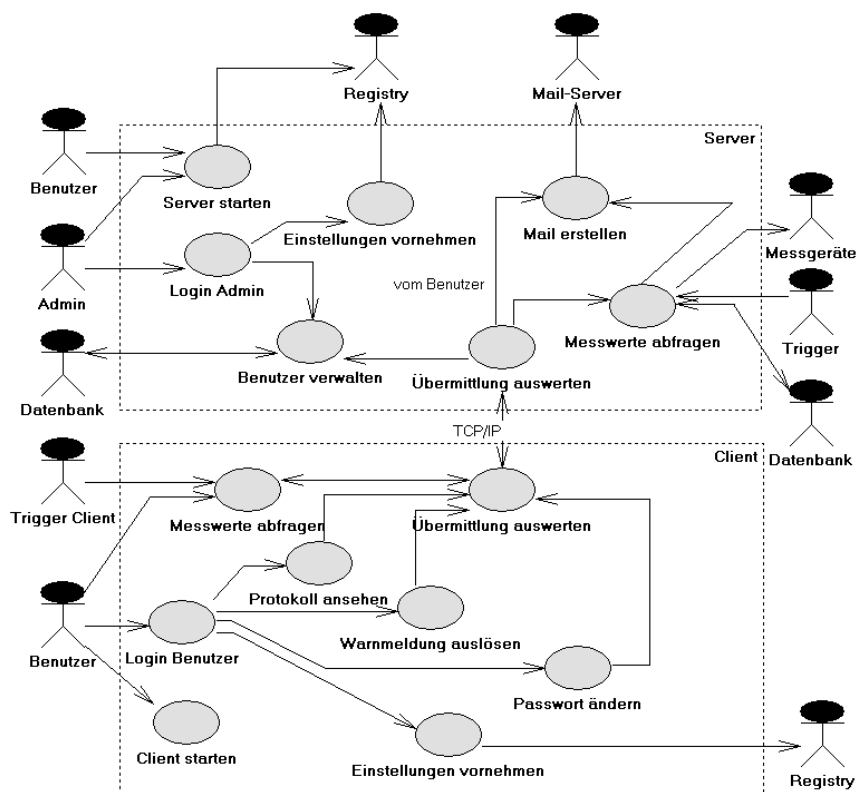 Registry
Mail-Server
Server
Benutzer
Server starten
Einstellungen vornehmen
Mail erstellen
Messgeräte
Admin
Login Admin
vom Benutzer
Messwerte abfragen
Trigger
Datenbank
Benutzer verwalten
Übermittlung auswerten
Datenbank
TCP/IP
Client
Trigger Client
Messwerte abfragen
Übermittlung auswerten
Protokoll ansehen
Warnmeldung auslösen
Benutzer
Login Benutzer
Passwort ändern
Client starten
Einstellungen vornehmen
Registry